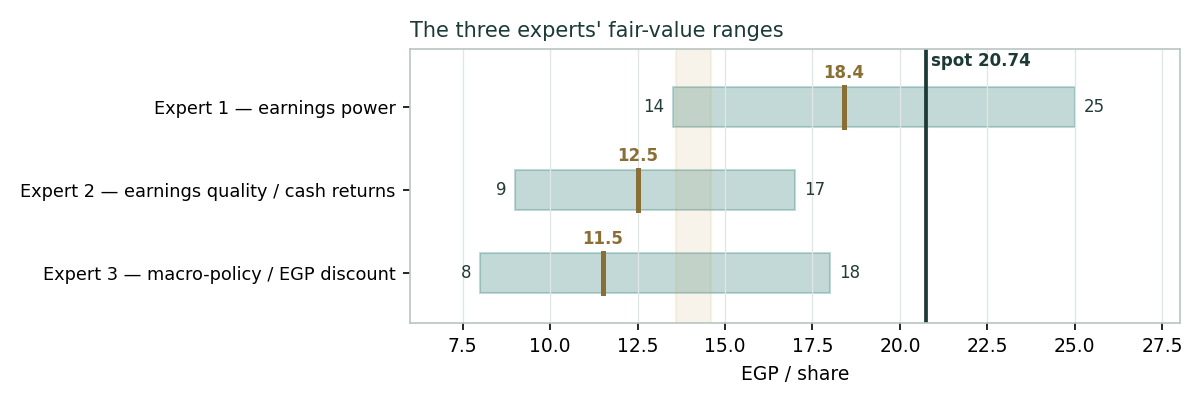 The three experts' fair-value ranges
spot 20.74
18.4
Expert 1 — earnings power
14
25
12.5
Expert 2 — earnings quality / cash returns
9
17
11.5
Expert 3 — macro-policy / EGP discount
8
18
7.5 10.0 12.5 15.0 17.5 20.0 22.5 25.0 27.5
EGP / share